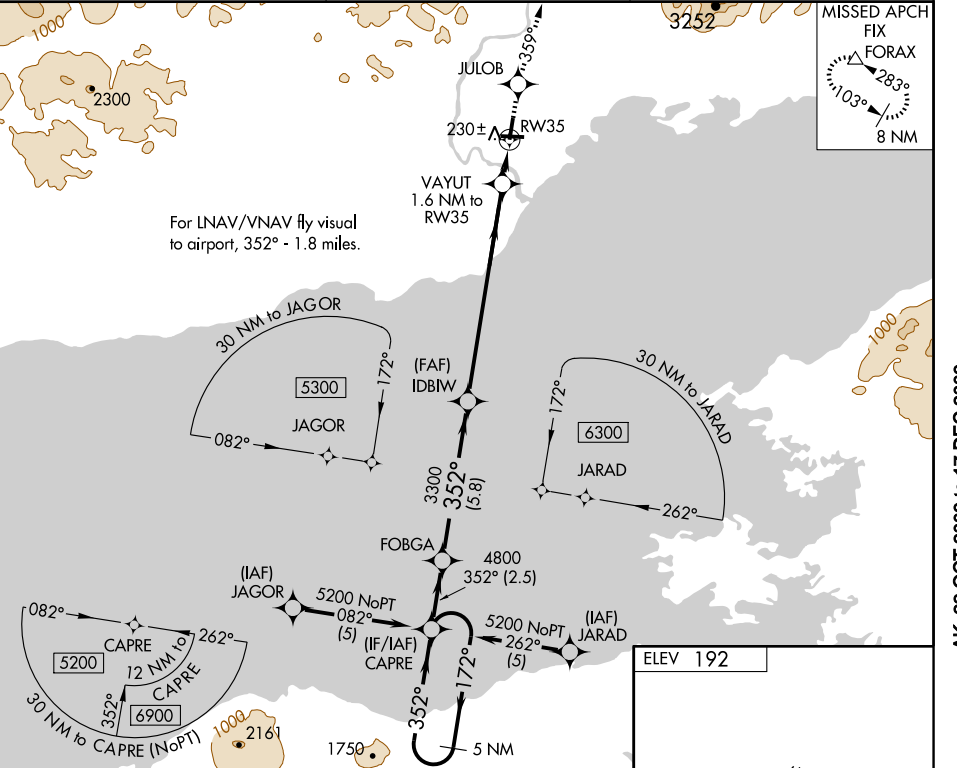 1000
3252
MISSED APCH
FIX
FORAX
283°
103°
8 NM
359°
2300
JULOB
230±
RW35
VAYUT
1.6 NM to
RW35
For LNAV/VNAV fly visual
to airport, 352° - 1.8 miles.
30 NM to JAGOR
5300
172°
JAGOR
082°
(FAF)
IDBIW
30 NM to JARAD
172°
6300
JARAD
262°
1000
3300
352°
(5.8)
FOBGA
4800
352° (2.5)
(IAF)
JAGOR
5200 NoPT
082°
(5)
(IF/IAF)
CAPRE
5200 NoPT
262°
(5)
(IAF)
JARAD
082°
CAPRE
262°
5200
12 NM to
CAPRE
352°
6900
30 NM to CAPRE (NoPT)
352°
172°
5 NM
1000
2161
1750
ELEV 192